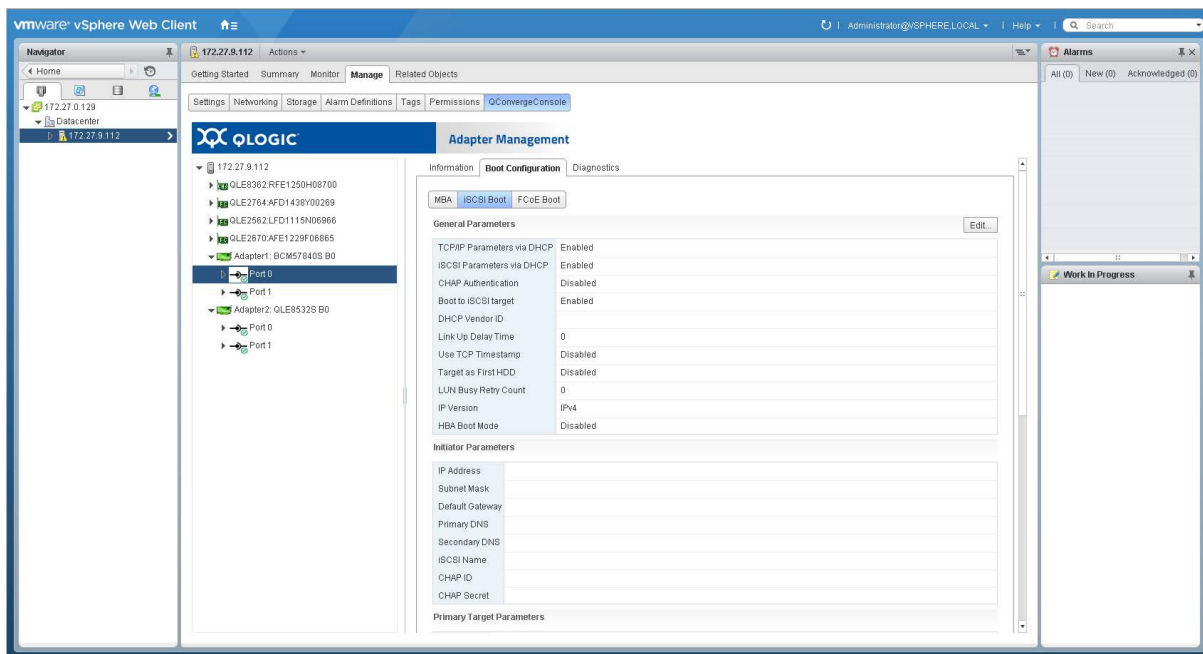 vmware® vSphere Web Client
Administrator@VSPHERE.LOCAL
Help
Search
Navigator
Home
172.27.0.129
Datacenter
172.27.9.112
172.27.9.112 Actions
Getting Started Summary Monitor Manage Related Objects
Settings Networking Storage Alarm Definitions Tags Permissions QConvergeConsole
QLOGIC
Adapter Management
172.27.9.112
QLE8362:RFE1250H08700
QLE2764:AFD1438Y00269
QLE2562:LFD1115N06966
QLE2670:AFE1229F06865
Adapter1: BCM57840S B0
Port 0
Port 1
Adapter2: QLE8532S B0
Port 0
Port 1
Information Boot Configuration Diagnostics
MBA iSCSI Boot FCoE Boot
General Parameters
Edit...
TCP/IP Parameters via DHCP Enabled
iSCSI Parameters via DHCP Enabled
CHAP Authentication Disabled
Boot to iSCSI target Enabled
DHCP Vendor ID
Link Up Delay Time 0
Use TCP Timestamp Disabled
Target as First HDD Disabled
LUN Busy Retry Count 0
IP Version IPv4
HBA Boot Mode Disabled
Initiator Parameters
IP Address
Subnet Mask
Default Gateway
Primary DNS
Secondary DNS
iSCSI Name
CHAP ID
CHAP Secret
Primary Target Parameters
Alarms
All (0) New (0) Acknowledged (0)
Work In Progress